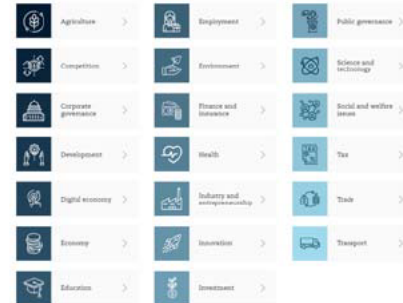 Agriculture
Competition
Corporate
governance
Development
Digital economy
Economy
Education
Employment
Environment
Finance and
insurance
Health
Industry and
entrepreneurship
Innovation
Investment
Public governance
Science and
technology
Social and welfare
issues
Tax
Trade
Transport